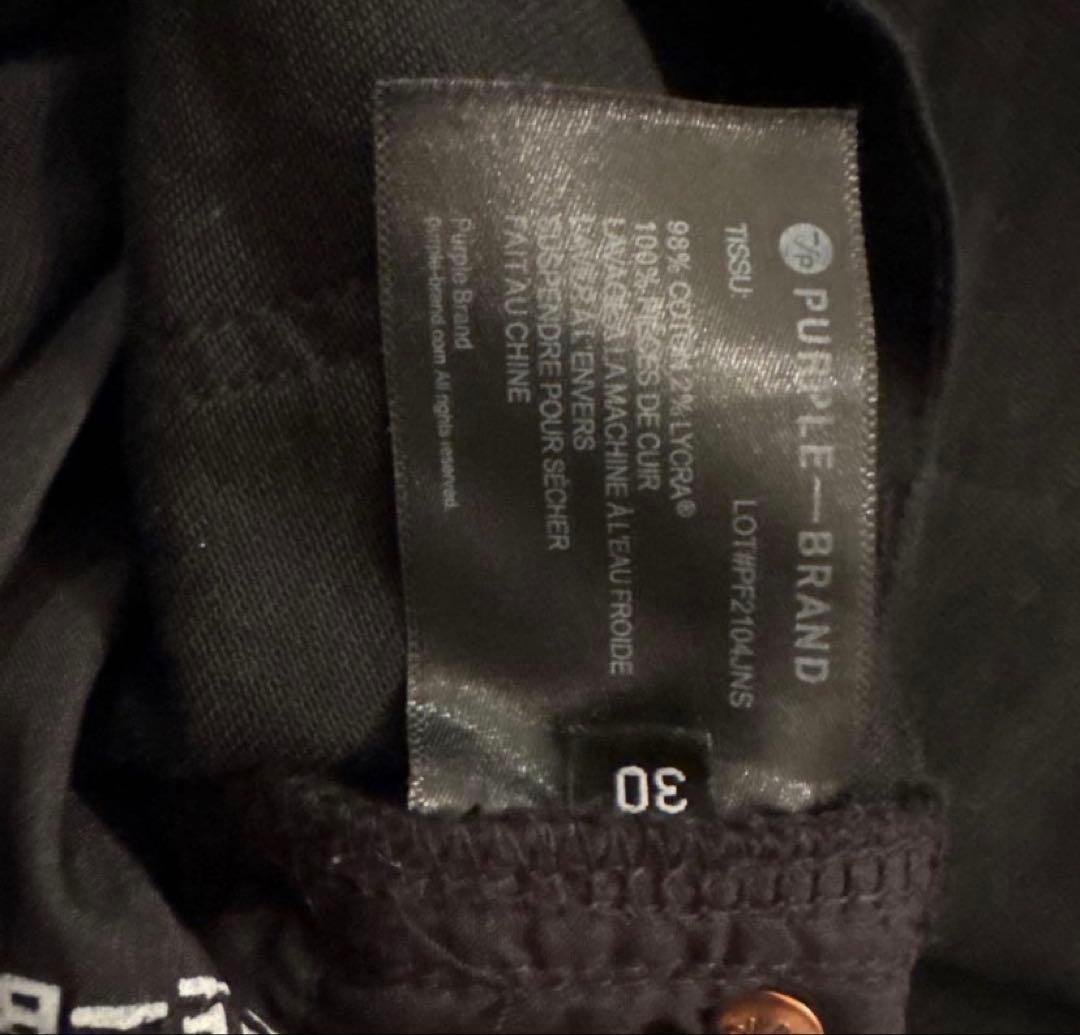 PURPLE—BRAND
LOT#PF2104JNS
TISSU:
98% COTON 2% LYCRA®
100% PIÈCES DE CUIR
LAVAGE À LA MACHINE À L'EAU FROIDE
LAVER À L'ENVERS
SUSPENDRE POUR SÉCHER
FAIT AU CHINE
Purple Brand
purple-brand.com All rights reserved.
30